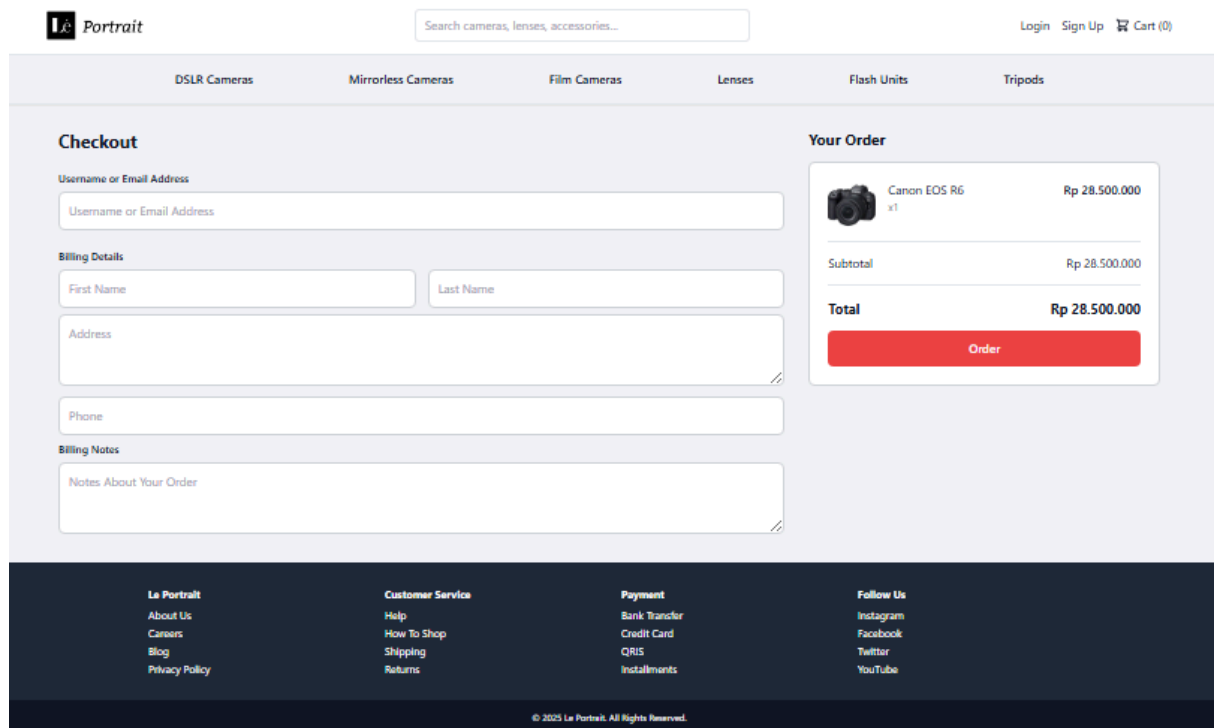 Lè Portrait
Search cameras, lenses, accessories...
Login Sign Up Cart (0)
DSLR Cameras Mirrorless Cameras Film Cameras Lenses Flash Units Tripods
Checkout
Username or Email Address
Username or Email Address
Billing Details
First Name Last Name
Address
Phone
Billing Notes
Notes About Your Order
Your Order
Canon EOS R6 Rp 28.500.000
x1
Subtotal Rp 28.500.000
Total Rp 28.500.000
Order
Le Portrait
About Us
Careers
Blog
Privacy Policy
Customer Service
Help
How To Shop
Shipping
Returns
Payment
Bank Transfer
Credit Card
QRIS
Installments
Follow Us
Instagram
Facebook
Twitter
YouTube
© 2025 Le Portrait. All Rights Reserved.